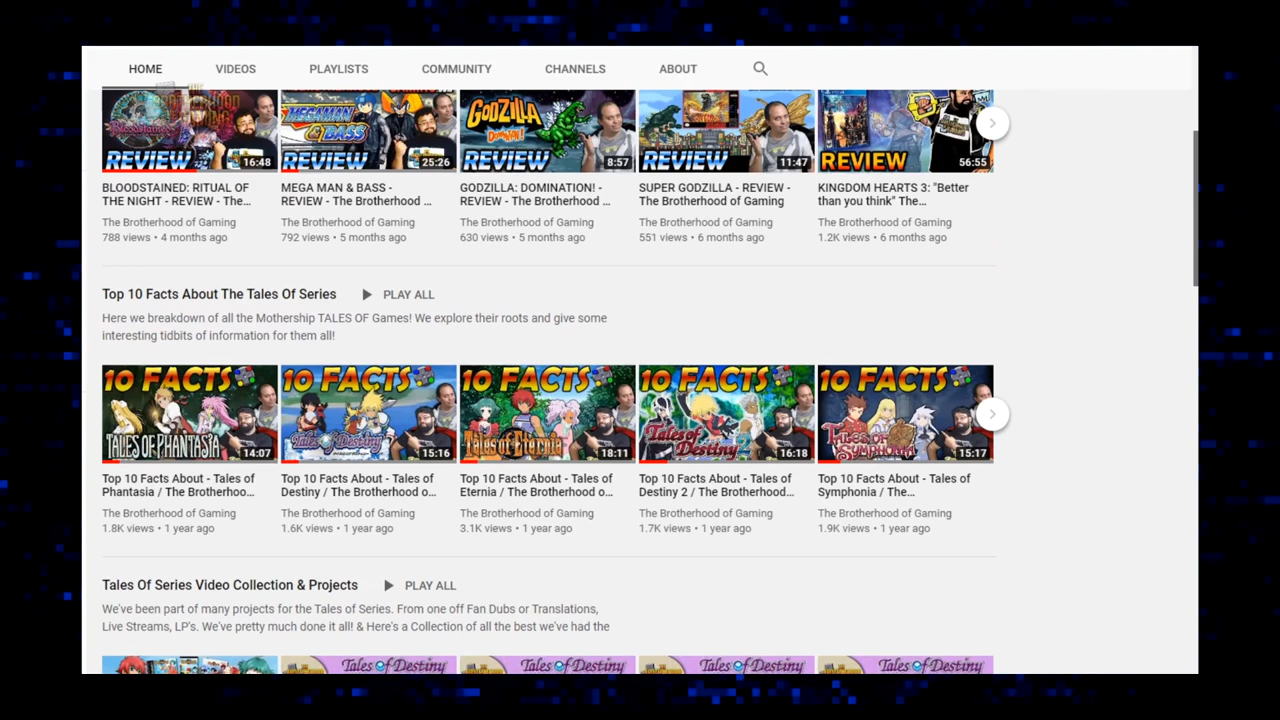 HOME VIDEOS PLAYLISTS COMMUNITY CHANNELS ABOUT
THE
BROTHERHOOD
GAMING
Bloodstained
REVIEW
16:48
MEGAMAN
& BASS
REVIEW
25:26
GODZILLA
DOMINATION!
REVIEW
8:57
REVIEW
11:47
REVIEW
56:55
BLOODSTAINED: RITUAL OF
THE NIGHT - REVIEW - The...
The Brotherhood of Gaming
788 views • 4 months ago
MEGA MAN & BASS -
REVIEW - The Brotherhood ...
The Brotherhood of Gaming
792 views • 5 months ago
GODZILLA: DOMINATION! -
REVIEW - The Brotherhood ...
The Brotherhood of Gaming
630 views • 5 months ago
SUPER GODZILLA - REVIEW -
The Brotherhood of Gaming
The Brotherhood of Gaming
551 views • 6 months ago
KINGDOM HEARTS 3: "Better
than you think" The...
The Brotherhood of Gaming
1.2K views • 6 months ago
Top 10 Facts About The Tales Of Series PLAY ALL
Here we breakdown of all the Mothership TALES OF Games! We explore their roots and give some
interesting tidbits of information for them all!
10 FACTS
TALES OF PHANTASIA
14:07
10 FACTS
Tales of Destiny
15:16
10 FACTS
Tales of Eternia
18:11
10 FACTS
Tales of
Destiny 2
16:18
10 FACTS
TALES OF
SYMPHONIA
15:17
Top 10 Facts About - Tales of
Phantasia / The Brotherhoo...
The Brotherhood of Gaming
1.8K views • 1 year ago
Top 10 Facts About - Tales of
Destiny / The Brotherhood o...
The Brotherhood of Gaming
1.6K views • 1 year ago
Top 10 Facts About - Tales of
Eternia / The Brotherhood o...
The Brotherhood of Gaming
3.1K views • 1 year ago
Top 10 Facts About - Tales of
Destiny 2 / The Brotherhood...
The Brotherhood of Gaming
1.7K views • 1 year ago
Top 10 Facts About - Tales of
Symphonia / The...
The Brotherhood of Gaming
1.9K views • 1 year ago
Tales Of Series Video Collection & Projects PLAY ALL
We've been part of many projects for the Tales of Series. From one off Fan Dubs or Translations,
Live Streams, LP's. We've pretty much done it all! & Here's a Collection of all the best we've had the
Tales of Destiny
Tales of Destiny
Tales of Destiny
Tales of Destiny